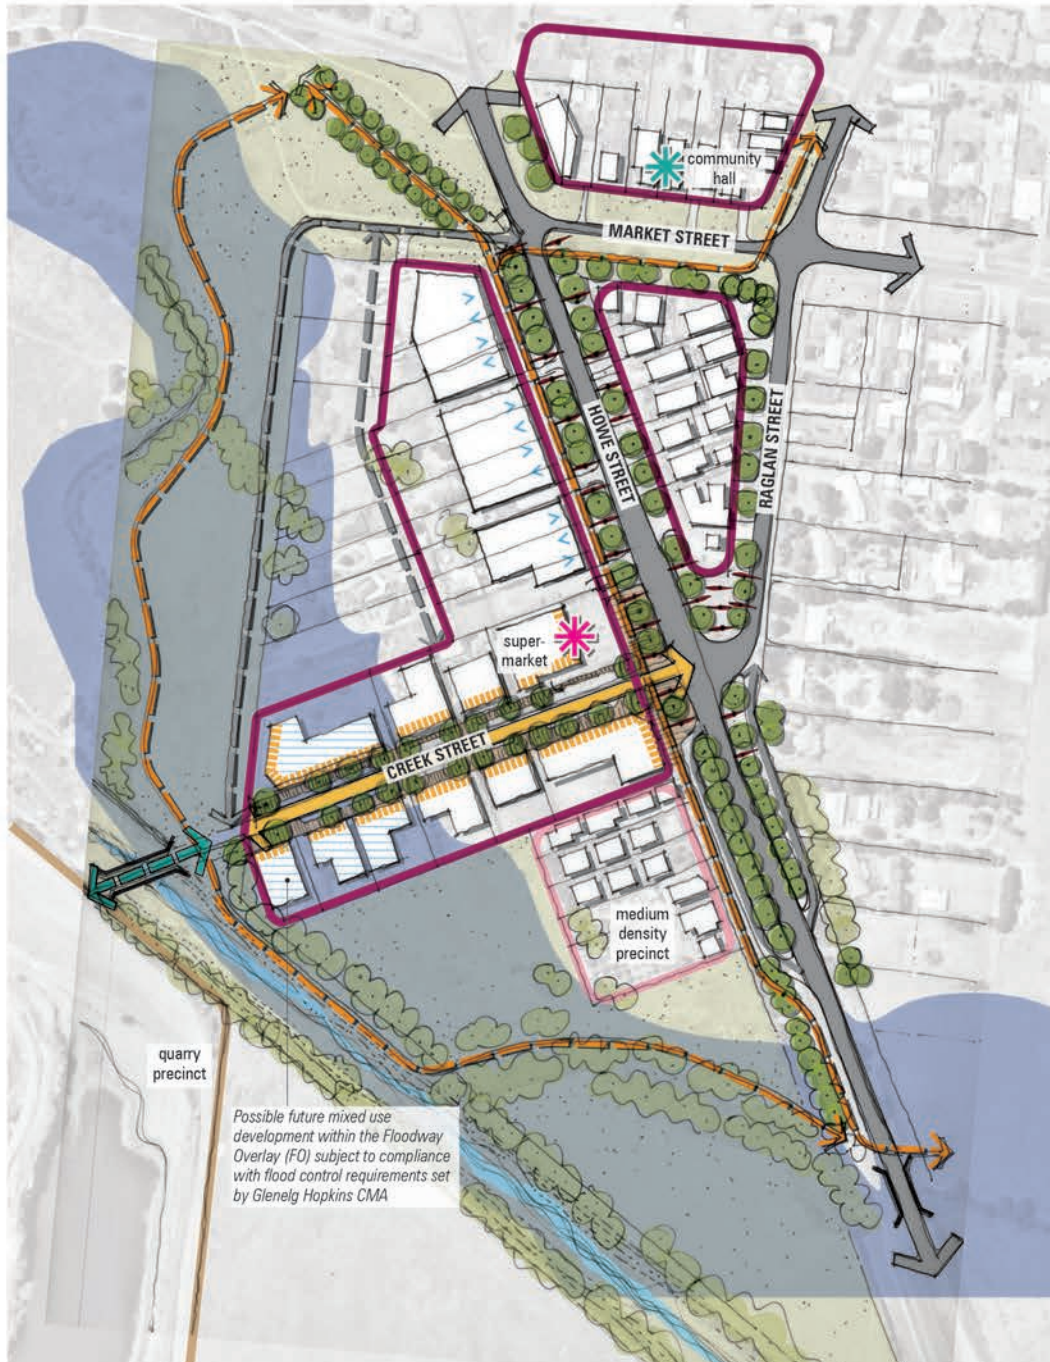 community
hall
MARKET STREET
HOWE STREET
RAGLAN STREET
super-
market
CREEK STREET
medium
density
precinct
quarry
precinct
Possible future mixed use
development within the Floodway
Overlay (FO) subject to compliance
with flood control requirements set
by Glenelg Hopkins CMA